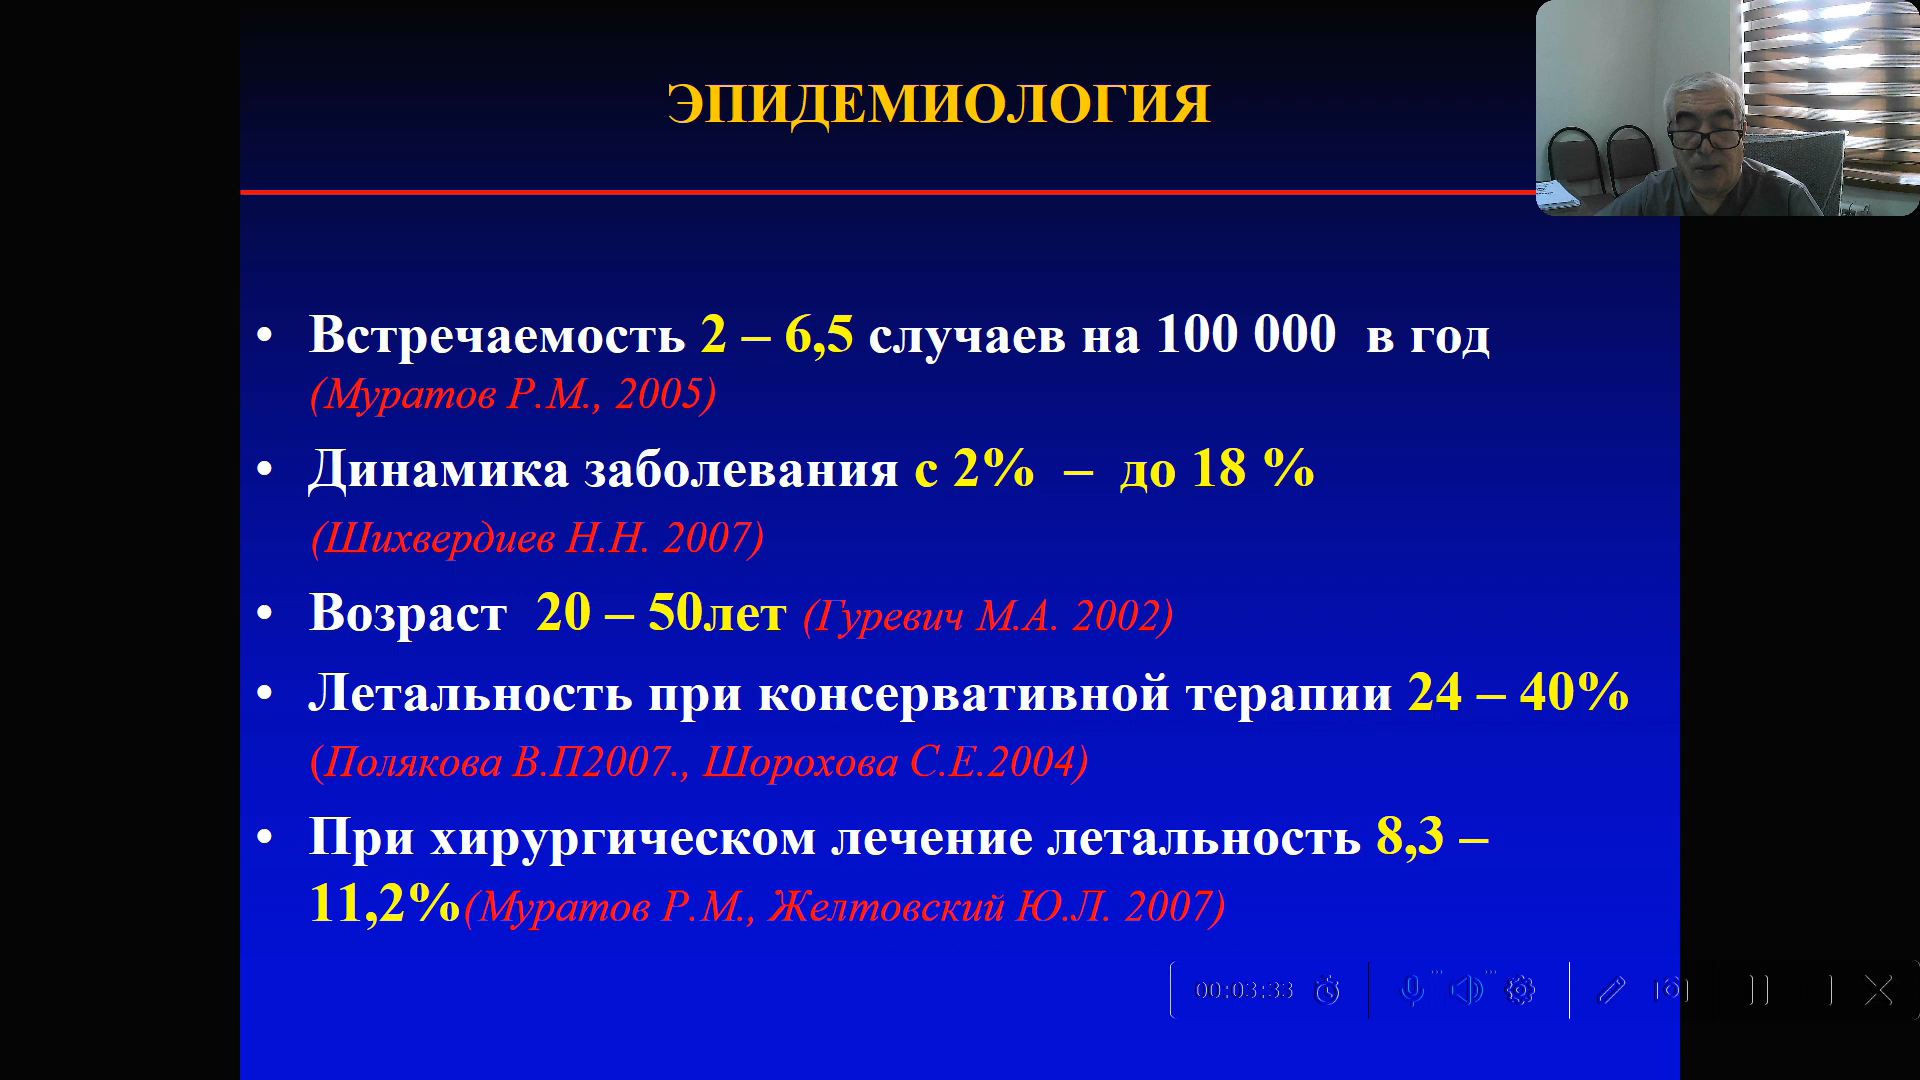 ЭПИДЕМИОЛОГИЯ
• Встречаемость 2 – 6,5 случаев на 100 000 в год
(Муратов Р.М., 2005)
• Динамика заболевания с 2% – до 18 %
(Шихвердиев Н.Н. 2007)
• Возраст 20 – 50лет (Гуревич М.А. 2002)
• Летальность при консервативной терапии 24 – 40%
(Полякова В.П2007., Шорохова С.Е.2004)
• При хирургическом лечение летальность 8,3 –
11,2%(Муратов Р.М., Желтовский Ю.Л. 2007)
00:03:33